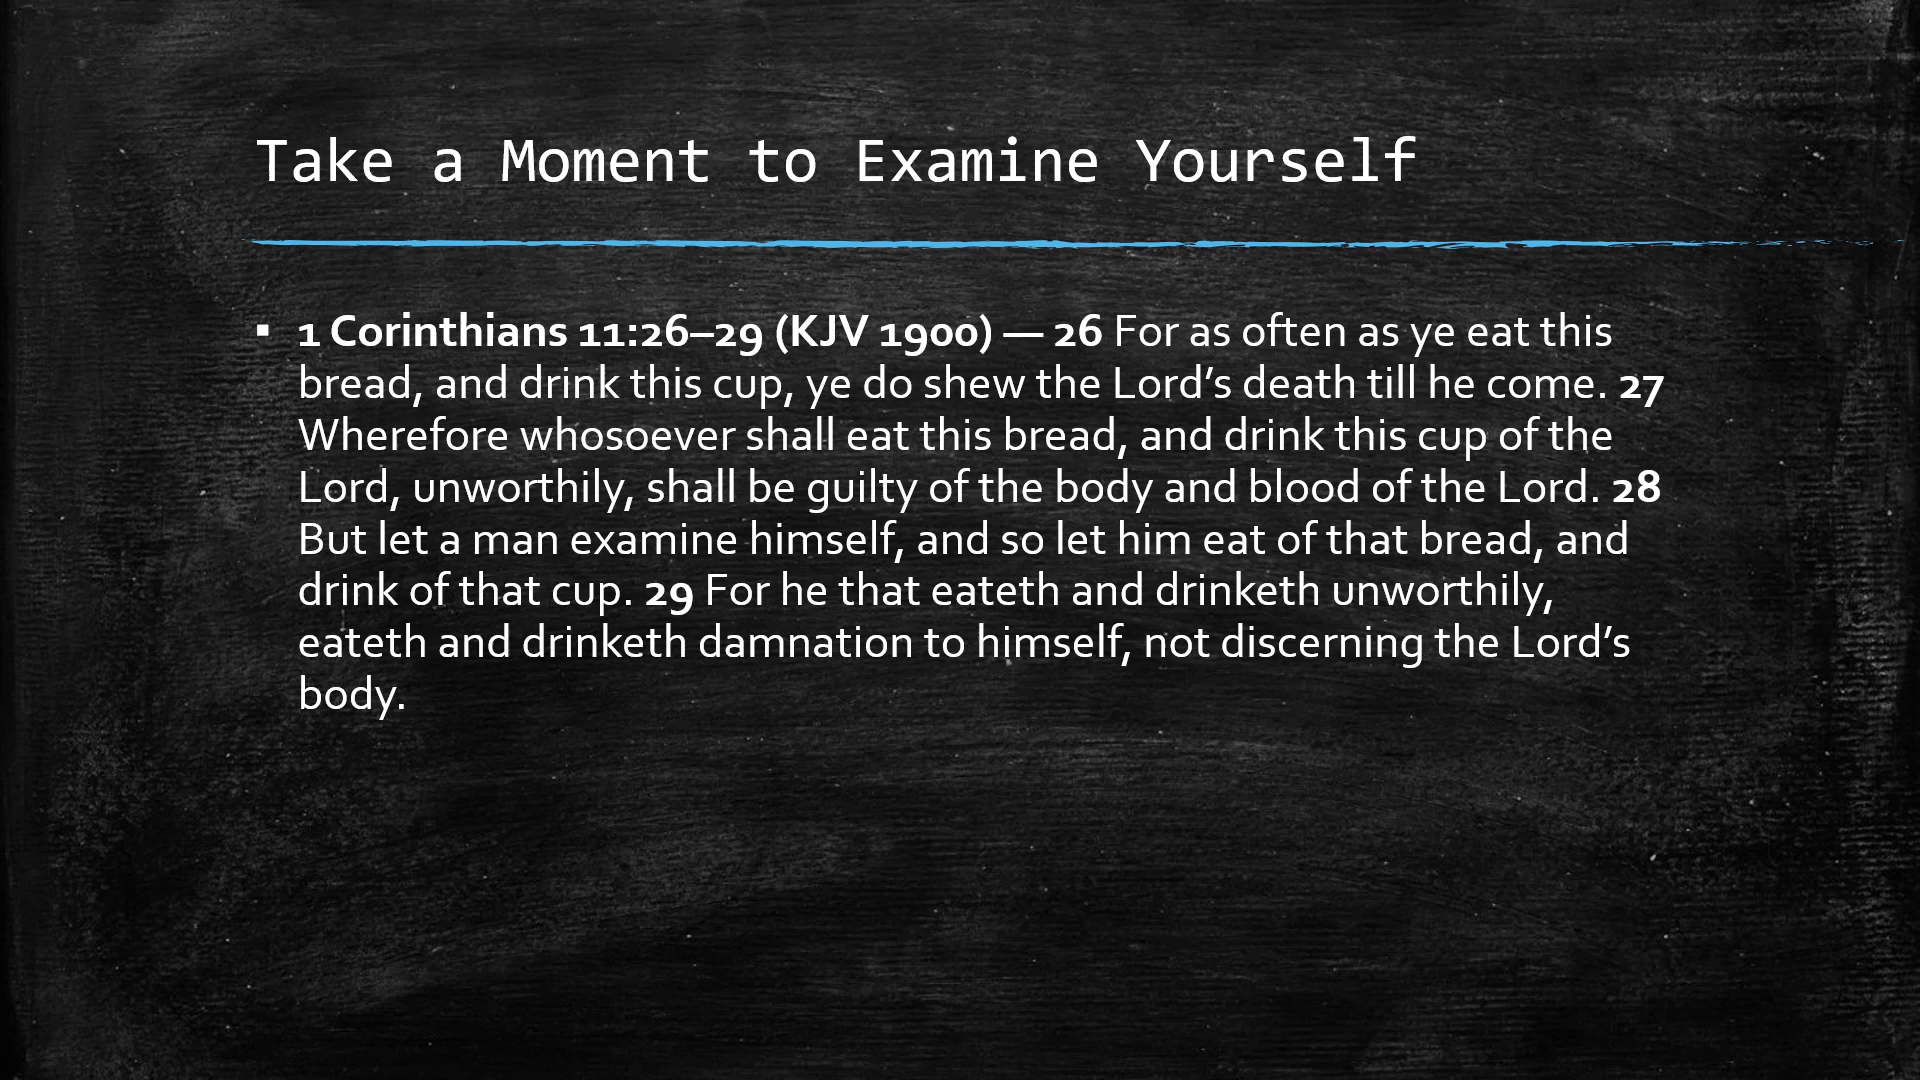 Take a Moment to Examine Yourself
▪ 1 Corinthians 11:26–29 (KJV 1900) — 26 For as often as ye eat this
bread, and drink this cup, ye do shew the Lord’s death till he come. 27
Wherefore whosoever shall eat this bread, and drink this cup of the
Lord, unworthily, shall be guilty of the body and blood of the Lord. 28
But let a man examine himself, and so let him eat of that bread, and
drink of that cup. 29 For he that eateth and drinketh unworthily,
eateth and drinketh damnation to himself, not discerning the Lord’s
body.